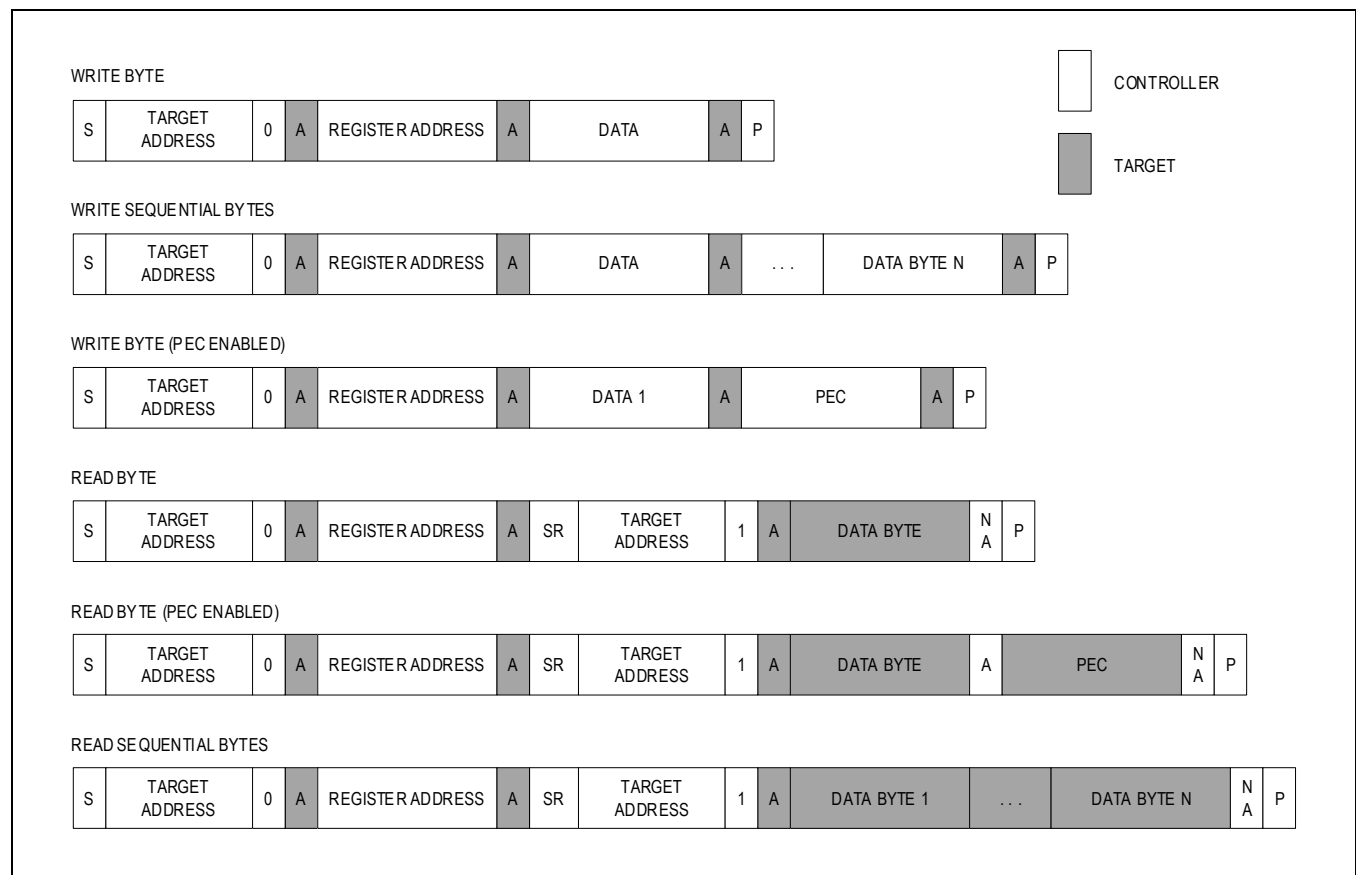 WRITE BYTE
CONTROLLER
S TARGET ADDRESS 0 A REGISTER ADDRESS A DATA A P
TARGET
WRITE SEQUENTIAL BYTES
S TARGET ADDRESS 0 A REGISTER ADDRESS A DATA A ... DATA BYTE N A P
WRITE BYTE (PEC ENABLED)
S TARGET ADDRESS 0 A REGISTER ADDRESS A DATA 1 A PEC A P
READ BYTE
S TARGET ADDRESS 0 A REGISTER ADDRESS A SR TARGET ADDRESS 1 A DATA BYTE NA P
READ BYTE (PEC ENABLED)
S TARGET ADDRESS 0 A REGISTER ADDRESS A SR TARGET ADDRESS 1 A DATA BYTE A PEC NA P
READ SEQUENTIAL BYTES
S TARGET ADDRESS 0 A REGISTER ADDRESS A SR TARGET ADDRESS 1 A DATA BYTE 1 ... DATA BYTE N NA P